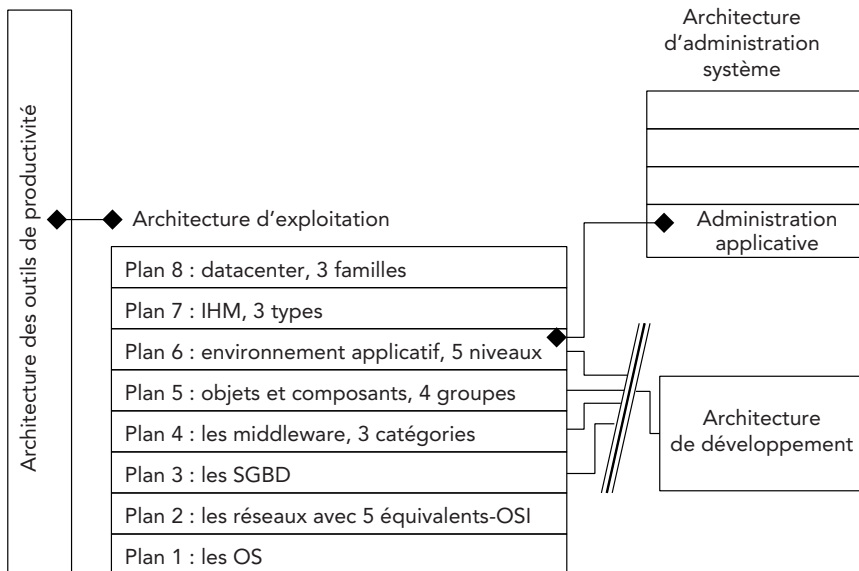 Architecture des outils de productivité
Architecture
d'administration
système
Administration
applicative
Architecture d'exploitation
Plan 8 : datacenter, 3 familles
Plan 7 : IHM, 3 types
Plan 6 : environnement applicatif, 5 niveaux
Plan 5 : objets et composants, 4 groupes
Plan 4 : les middleware, 3 catégories
Plan 3 : les SGBD
Plan 2 : les réseaux avec 5 équivalents-OSI
Plan 1 : les OS
Architecture
de développement